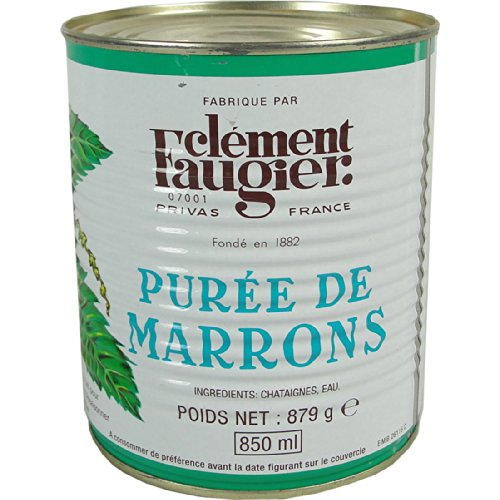 FABRIQUE PAR
clément
Faugier:
07001
PRIVAS FRANCE
Fondé en 1882
PURÉE DE
MARRONS
INGREDIENTS: CHATAIGNES, EAU.
POIDS NET : 879 g e
850 ml
A consommer de préférence avant la date figurant sur le couvercle